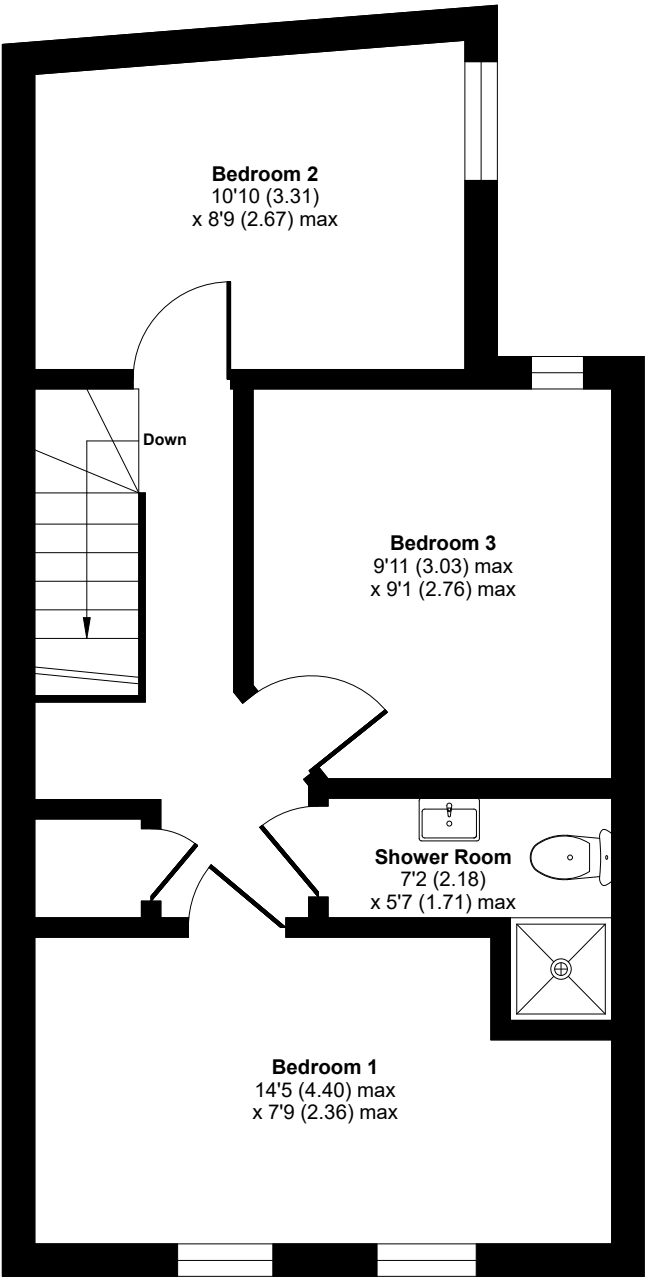 Bedroom 2
10'10 (3.31)
x 8'9 (2.67) max
Down
Bedroom 3
9'11 (3.03) max
x 9'1 (2.76) max
Shower Room
7'2 (2.18)
x 5'7 (1.71) max
Bedroom 1
14'5 (4.40) max
x 7'9 (2.36) max